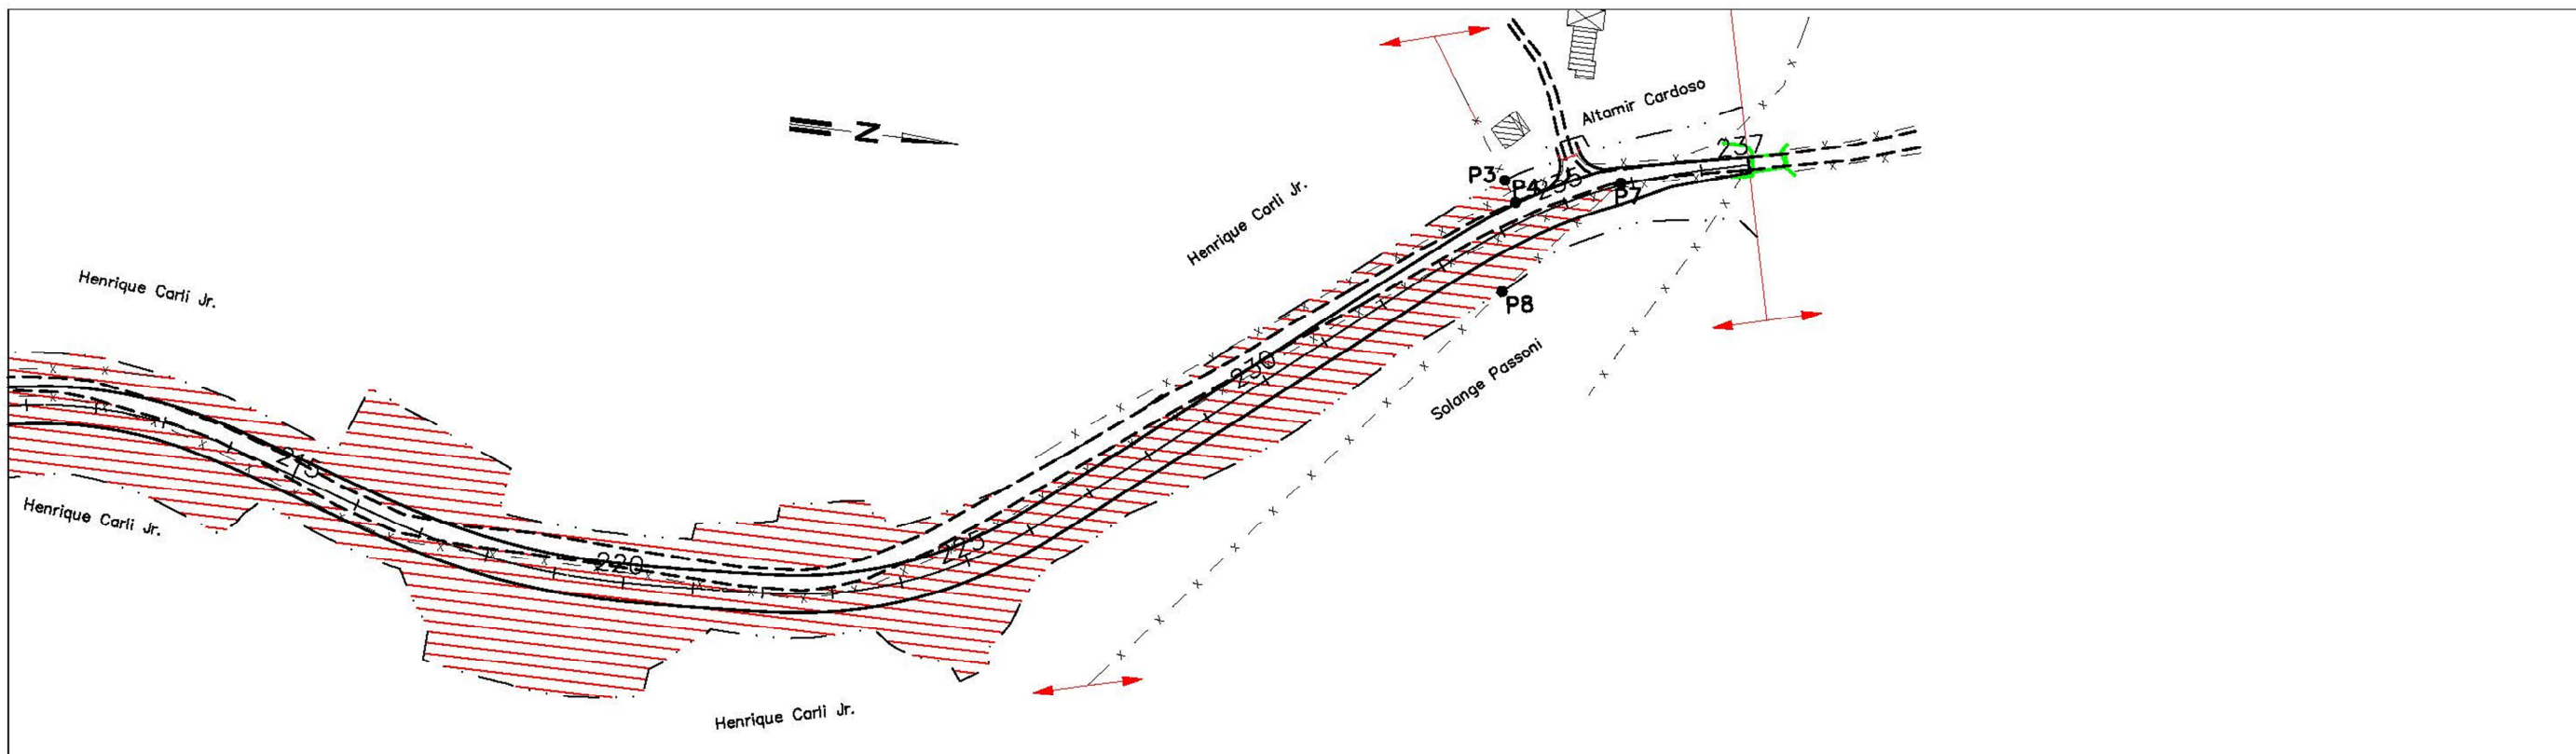 N
Altamir Cardoso
237
P3
P4
235
P7
Henrique Carli Jr.
Henrique Carli Jr.
P8
230
Solange Passoni
215
Henrique Carli Jr.
225
220
Henrique Carli Jr.